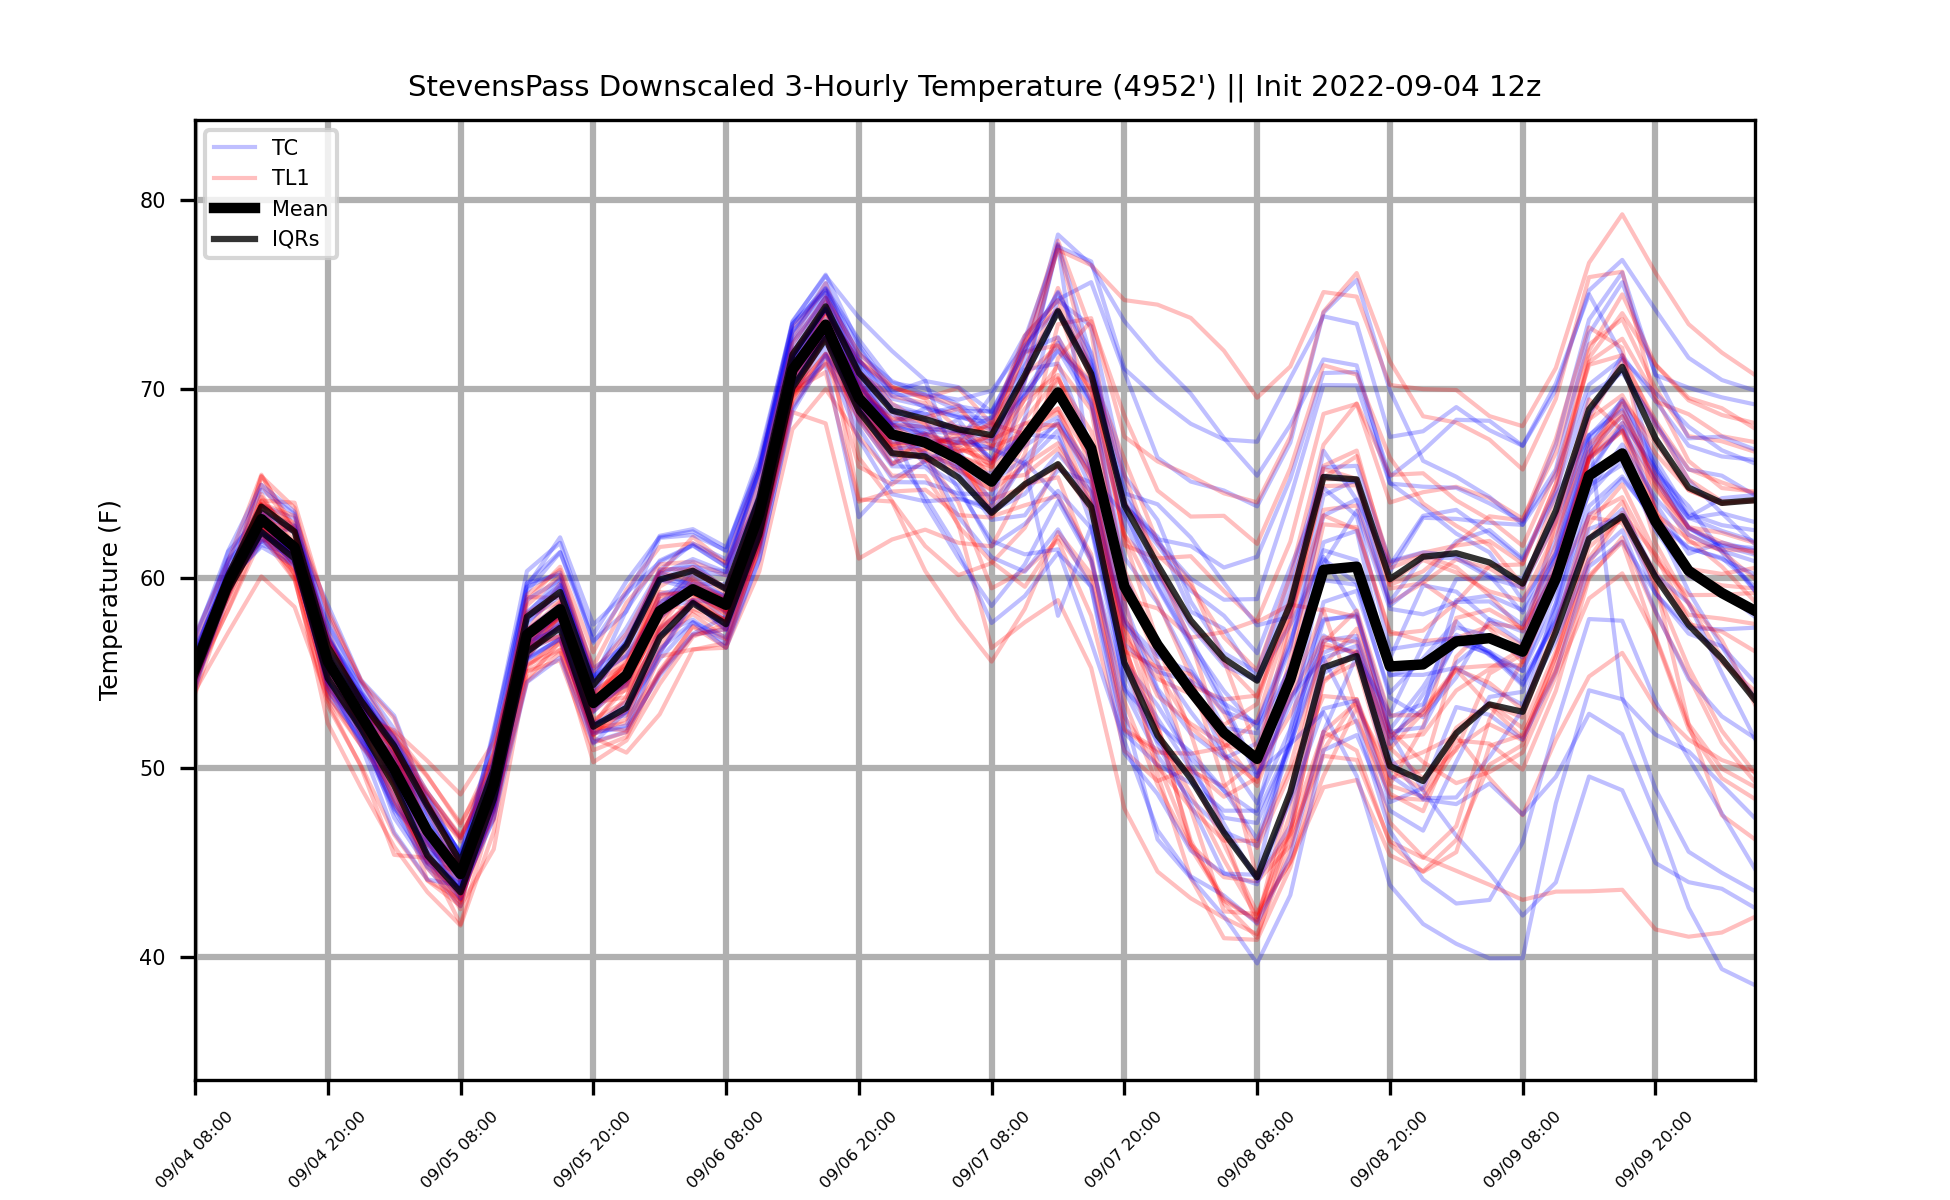 StevensPass Downscaled 3-Hourly Temperature (4952') || Init 2022-09-04 12z
TC
TL1
Mean
IQRs
Temperature (F)
80
70
60
50
40
09/04 08:00
09/04 20:00
09/05 08:00
09/05 20:00
09/06 08:00
09/06 20:00
09/07 08:00
09/07 20:00
09/08 08:00
09/08 20:00
09/09 08:00
09/09 20:00